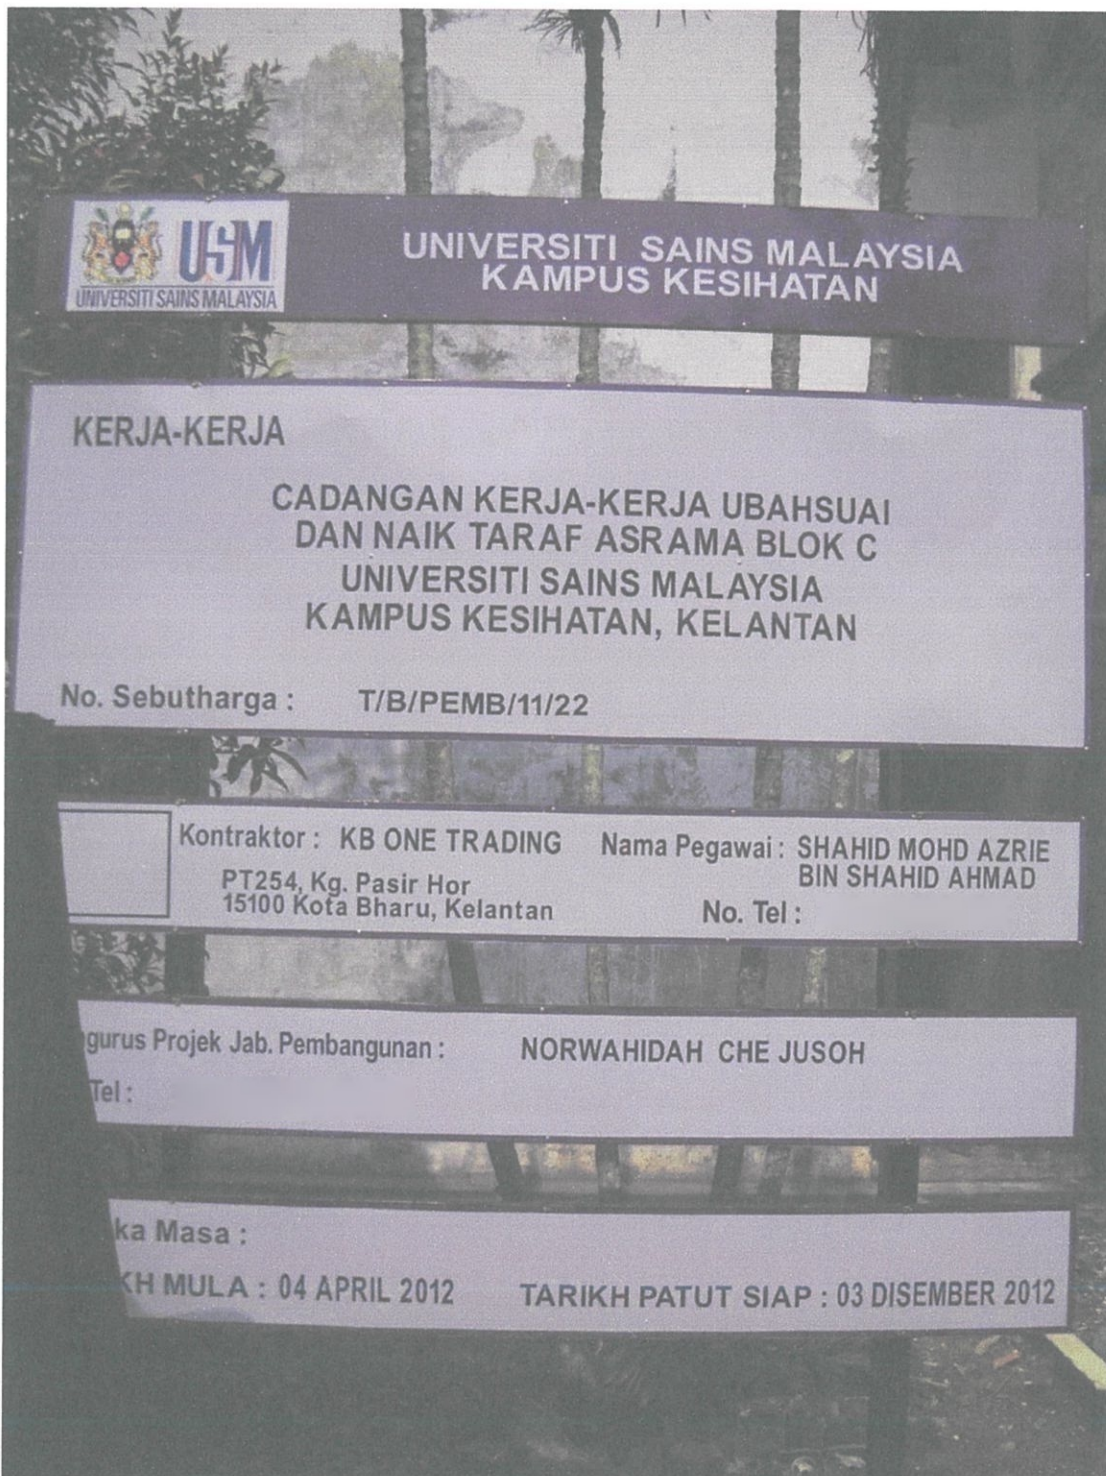 USM
UNIVERSITI SAINS MALAYSIA
UNIVERSITI SAINS MALAYSIA
KAMPUS KESIHATAN
KERJA-KERJA
CADANGAN KERJA-KERJA UBAHSUAI
DAN NAIK TARAF ASRAMA BLOK C
UNIVERSITI SAINS MALAYSIA
KAMPUS KESIHATAN, KELANTAN
No. Sebutharga : T/B/PEMB/11/22
Kontraktor : KB ONE TRADING
PT254, Kg. Pasir Hor
15100 Kota Bharu, Kelantan
Nama Pegawai : SHAHID MOHD AZRIE
BIN SHAHID AHMAD
No. Tel :
gurus Projek Jab. Pembangunan : NORWAHIDAH CHE JUSOH
Tel :
ka Masa :
KH MULA : 04 APRIL 2012 TARIKH PATUT SIAP : 03 DISEMBER 2012